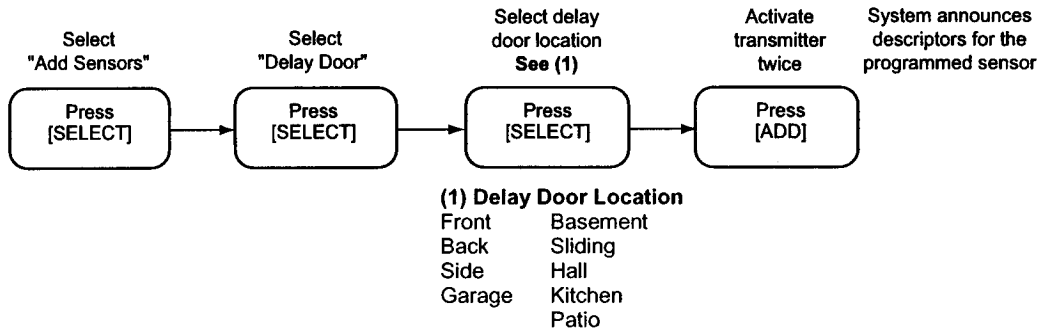 Select
"Add Sensors"
Press
[SELECT]
Select
"Delay Door"
Press
[SELECT]
Select delay
door location
See (1)
Press
[SELECT]
Activate
transmitter
twice
Press
[ADD]
System announces
descriptors for the
programmed sensor
(1) Delay Door Location
Front Basement
Back Sliding
Side Hall
Garage Kitchen
Patio